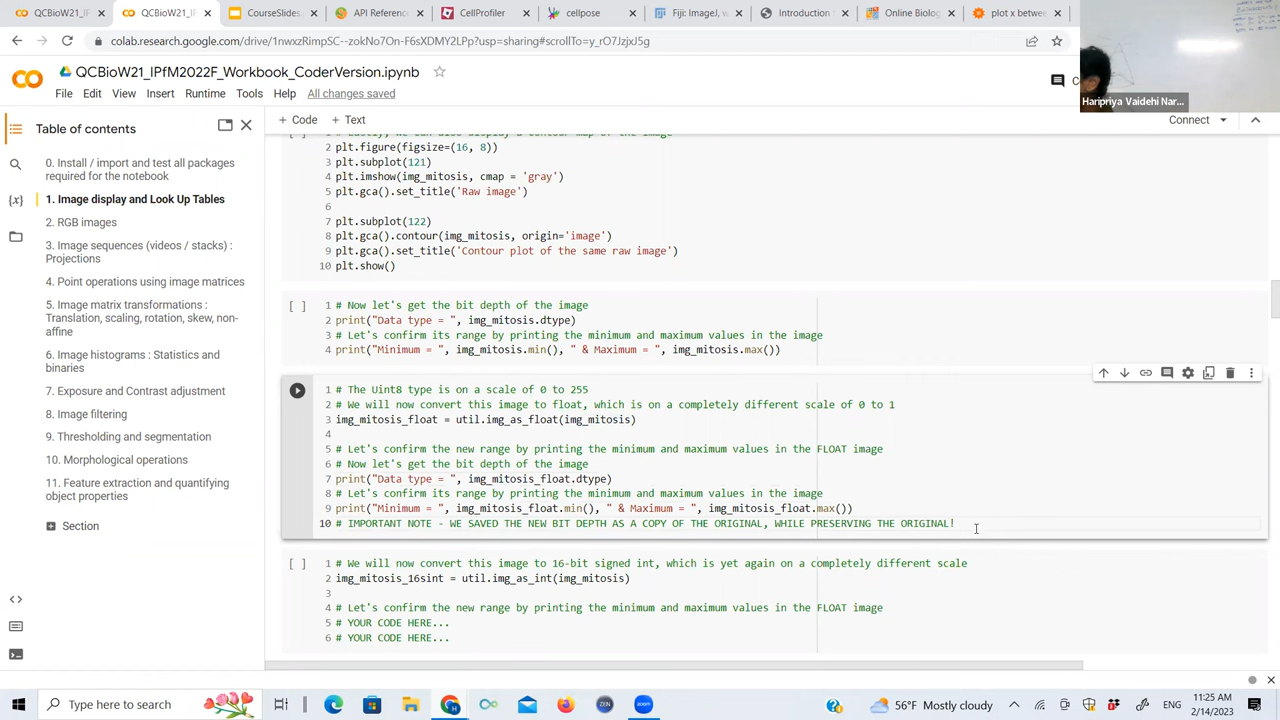 QCBioW21_IP
QCBioW21_IP
CourseSlides
API Referenc
CellProfiler
cellpose
Fiji: ImageJ, w
Introduction
Online Biolog
plot x betwee
colab.research.google.com/drive/1nwxzRimpSC--zokNo7On-F6sXDMY2LPp?usp=sharing#scrollTo=y_rO7JzjxJ5g
QCBioW21_IPfM2022F_Workbook_CoderVersion.ipynb
File Edit View Insert Runtime Tools Help All changes saved
Haripriya Vaidehi Nar...
Table of contents
+ Code + Text
Connect
0. Install / import and test all packages
required for the notebook
1. Image display and Look Up Tables
2. RGB images
3. Image sequences (videos / stacks) :
Projections
4. Point operations using image matrices
5. Image matrix transformations :
Translation, scaling, rotation, skew, non-
affine
6. Image histograms : Statistics and
binaries
7. Exposure and Contrast adjustment
8. Image filtering
9. Thresholding and segmentation
10. Morphological operations
11. Feature extraction and quantifying
object properties
Section
{x}
[ ] 1 # Lastly, we can also display a contour map of the image
2 plt.figure(figsize=(16, 8))
3 plt.subplot(121)
4 plt.imshow(img_mitosis, cmap = 'gray')
5 plt.gca().set_title('Raw image')
6
7 plt.subplot(122)
8 plt.gca().contour(img_mitosis, origin='image')
9 plt.gca().set_title('Contour plot of the same raw image')
10 plt.show()
[ ] 1 # Now let's get the bit depth of the image
2 print("Data type = ", img_mitosis.dtype)
3 # Let's confirm its range by printing the minimum and maximum values in the image
4 print("Minimum = ", img_mitosis.min(), " & Maximum = ", img_mitosis.max())
1 # The Uint8 type is on a scale of 0 to 255
2 # We will now convert this image to float, which is on a completely different scale of 0 to 1
3 img_mitosis_float = util.img_as_float(img_mitosis)
4
5 # Let's confirm the new range by printing the minimum and maximum values in the FLOAT image
6 # Now let's get the bit depth of the image
7 print("Data type = ", img_mitosis_float.dtype)
8 # Let's confirm its range by printing the minimum and maximum values in the image
9 print("Minimum = ", img_mitosis_float.min(), " & Maximum = ", img_mitosis_float.max())
10 # IMPORTANT NOTE - WE SAVED THE NEW BIT DEPTH AS A COPY OF THE ORIGINAL, WHILE PRESERVING THE ORIGINAL!
[ ] 1 # We will now convert this image to 16-bit signed int, which is yet again on a completely different scale
2 img_mitosis_16sint = util.img_as_int(img_mitosis)
3
4 # Let's confirm the new range by printing the minimum and maximum values in the FLOAT image
5 # YOUR CODE HERE...
6 # YOUR CODE HERE...
Type here to search
ZEN
zoom
56°F Mostly cloudy
ENG
11:25 AM
2/14/2023